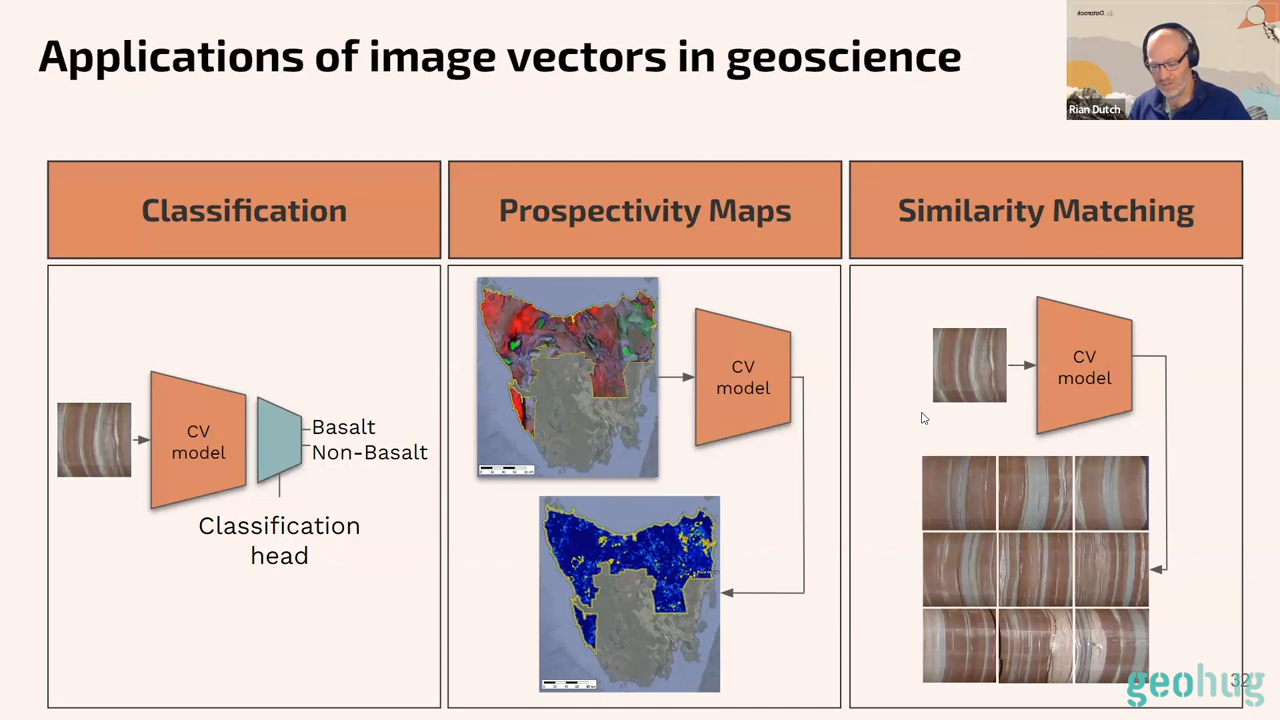 Applications of image vectors in geoscience
Rian Dutch
Classification
Prospectivity Maps
Similarity Matching
CV
model
Basalt
Non-Basalt
Classification
head
CV
model
CV
model
32
geohug